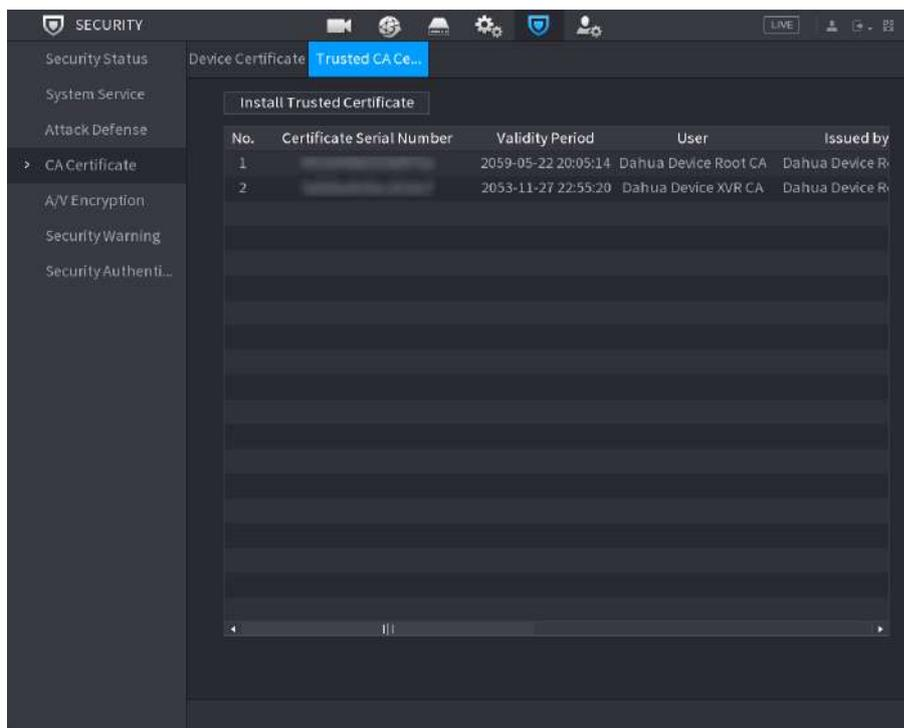 SECURITY
LIVE
Security Status
System Service
Attack Defense
CA Certificate
A/V Encryption
Security Warning
Security Authenti...
Device Certificate Trusted CA Ce...
Install Trusted Certificate
No. Certificate Serial Number Validity Period User Issued by
1 2059-05-22 20:05:14 Dahua Device Root CA Dahua Device R
2 2053-11-27 22:55:20 Dahua Device XVR CA Dahua Device R